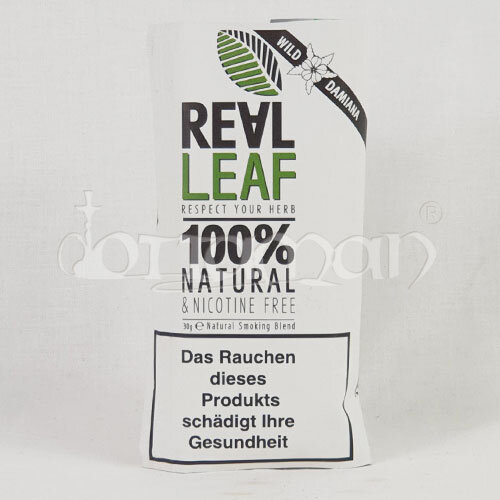 WILD
DAMIANA
REAL
LEAF
RESPECT YOUR HERB
100%
NATURAL
& NICOTINE FREE
30g ℮ Natural Smoking Blend
dorman ®
Das Rauchen
dieses
Produkts
schädigt Ihre
Gesundheit